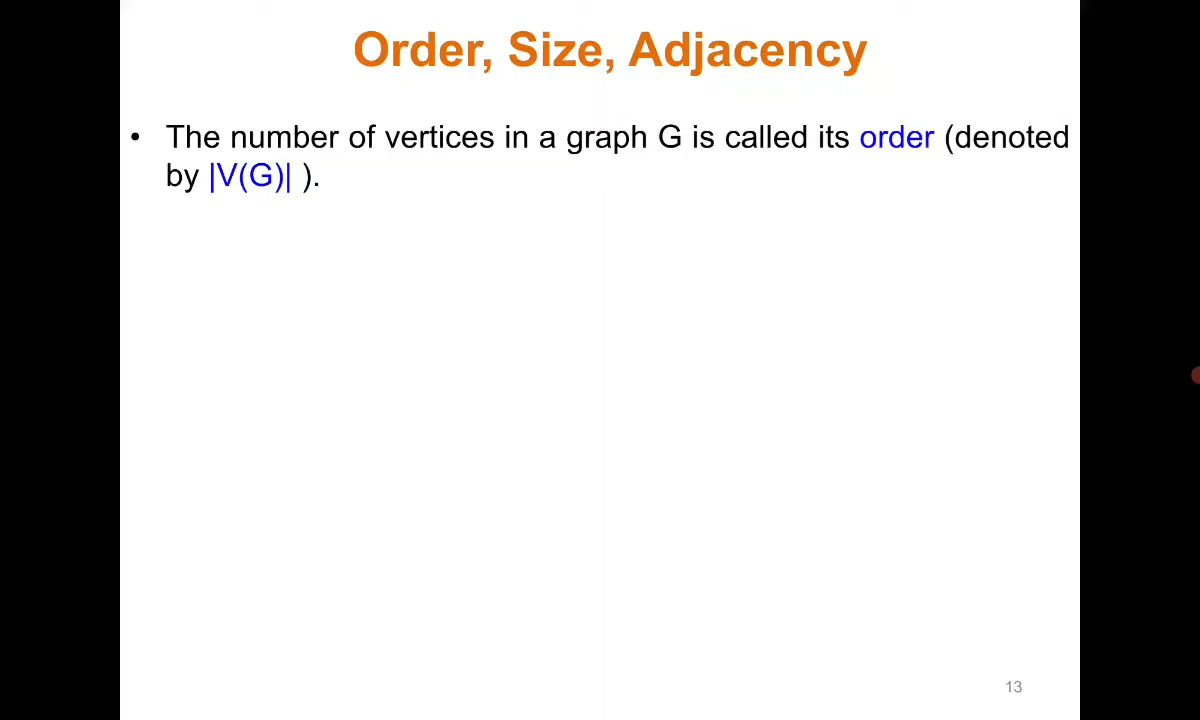 Order, Size, Adjacency
• The number of vertices in a graph G is called its order (denoted
by |V(G)| ).
13